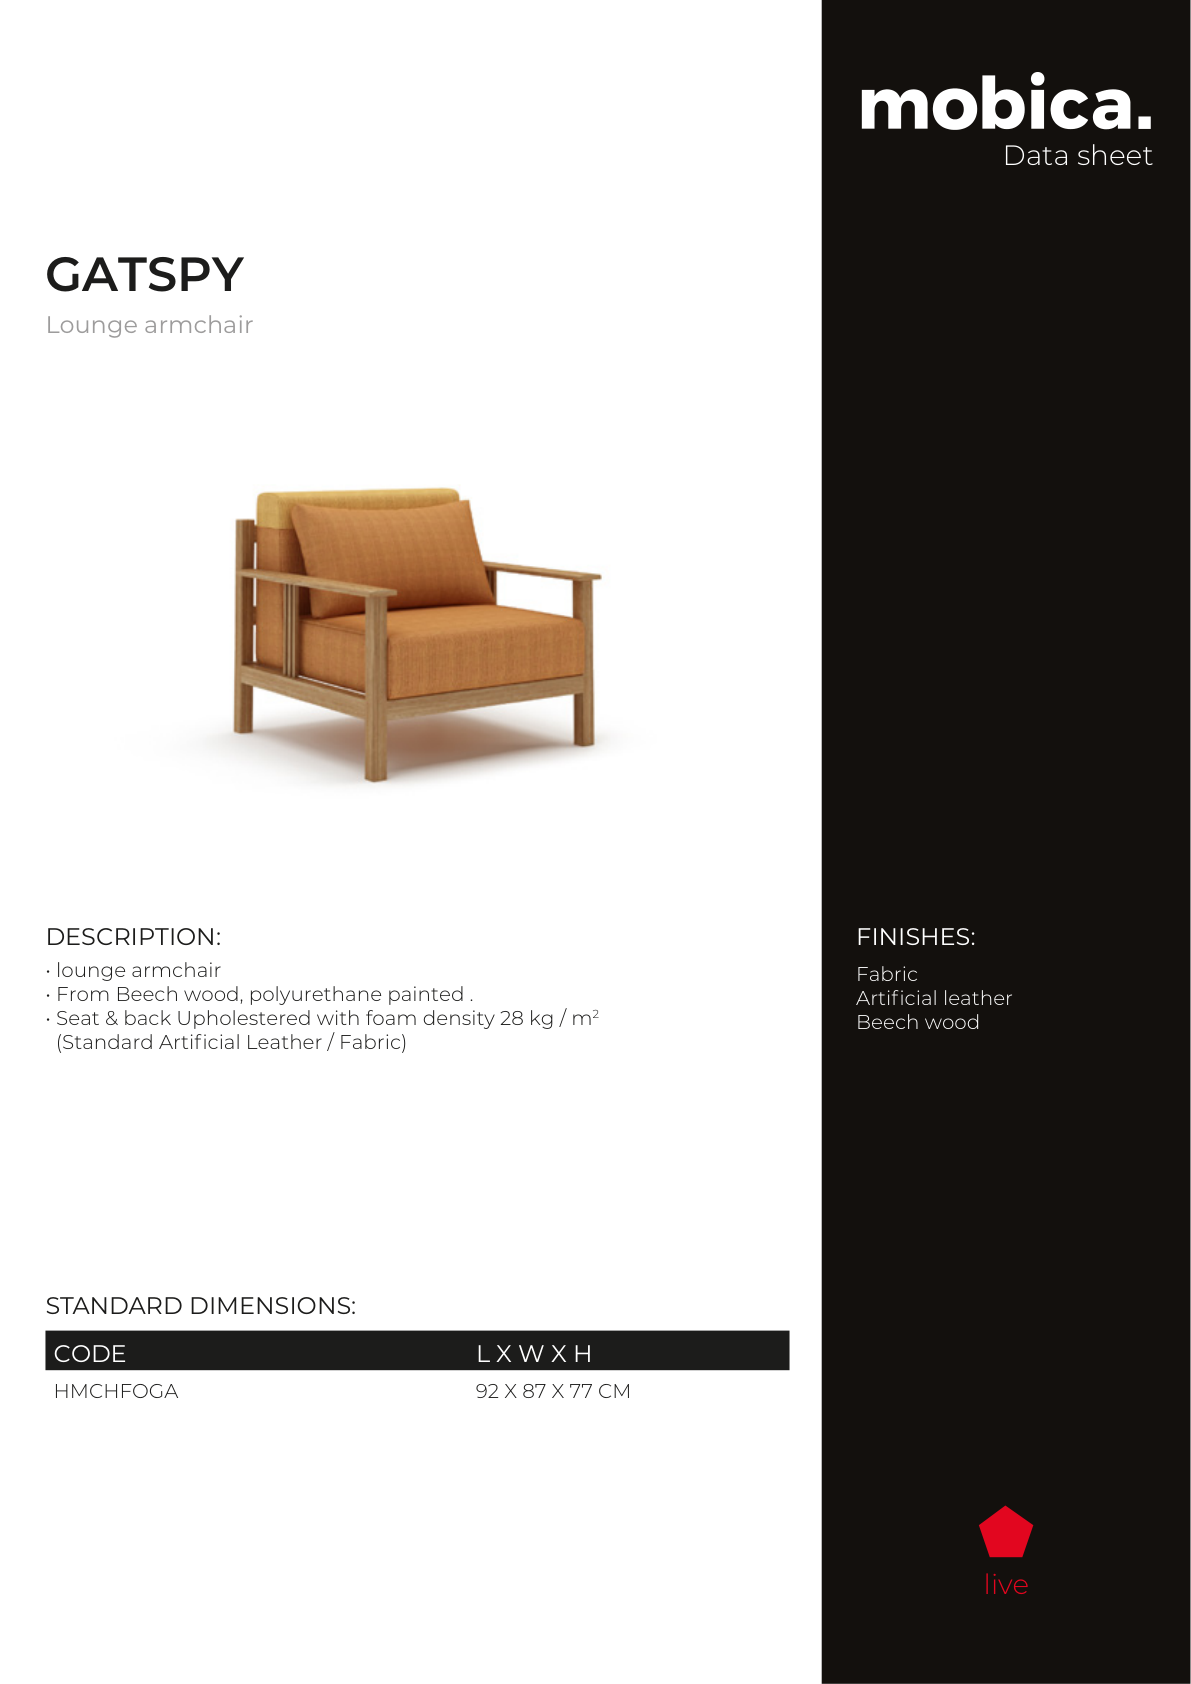 mobica.
Data sheet
GATSPY
Lounge armchair
DESCRIPTION:
• lounge armchair
• From Beech wood, polyurethane painted .
• Seat & back Upholestered with foam density 28 kg / m²
(Standard Artificial Leather / Fabric)
FINISHES:
Fabric
Artificial leather
Beech wood
STANDARD DIMENSIONS:
CODE L X W X H
HMCHFOGA 92 X 87 X 77 CM
live